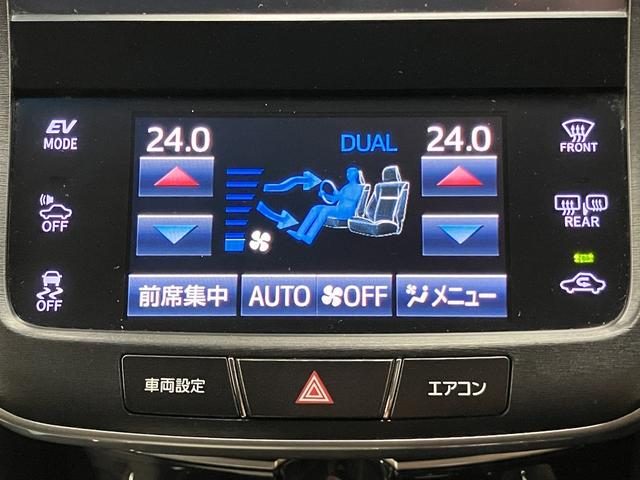 EV
MODE
OFF
OFF
24.0
DUAL
24.0
前席集中
AUTO
OFF
メニュー
FRONT
REAR
車両設定
エアコン